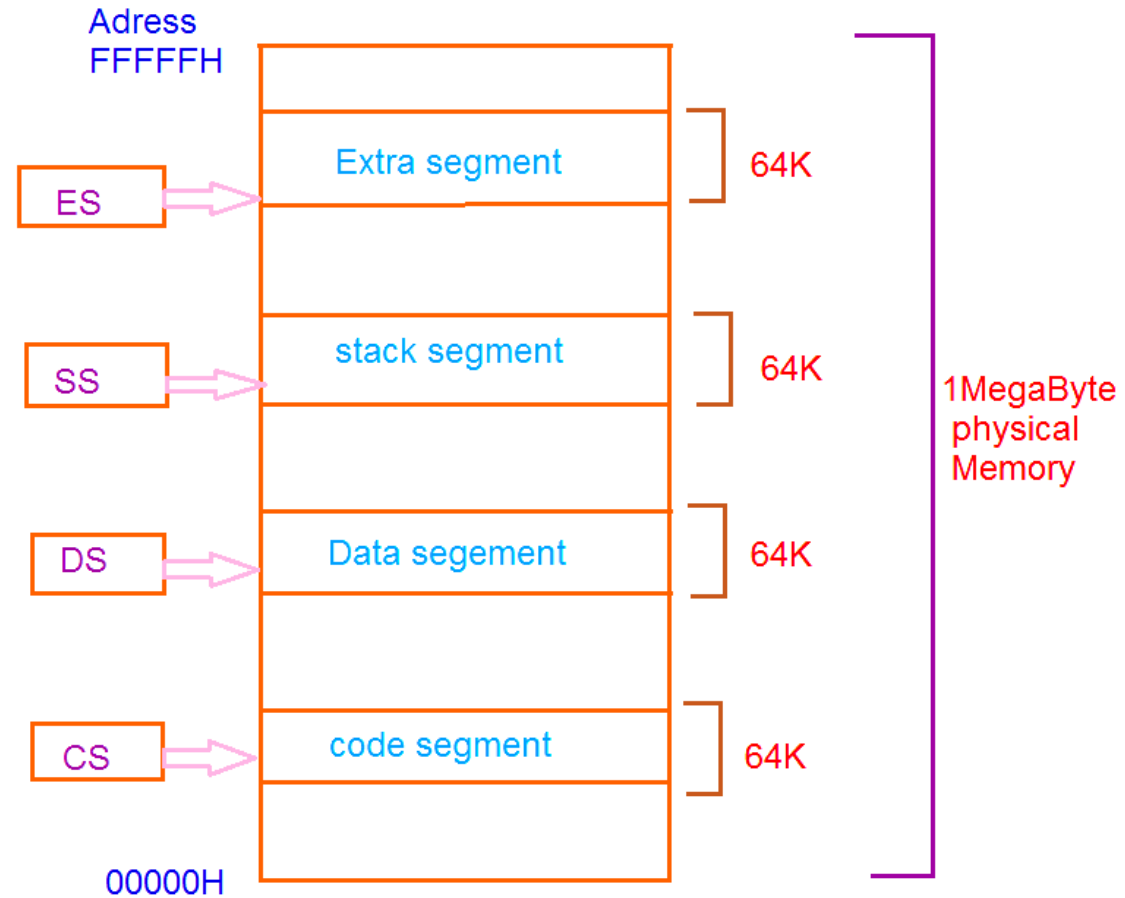 Adress
FFFFFH
Extra segment
64K
ES
stack segment
64K
SS
1MegaByte
physical
Memory
Data segement
64K
DS
code segment
64K
CS
00000H